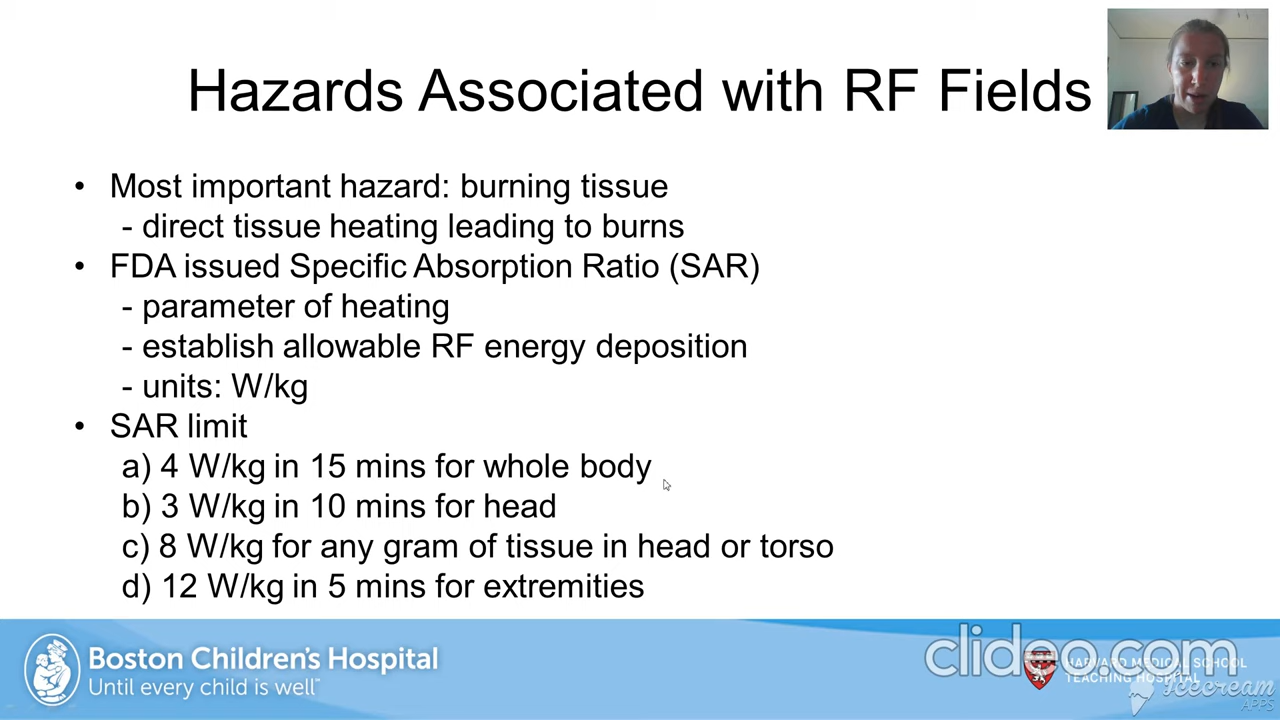 Hazards Associated with RF Fields
• Most important hazard: burning tissue
- direct tissue heating leading to burns
• FDA issued Specific Absorption Ratio (SAR)
- parameter of heating
- establish allowable RF energy deposition
- units: W/kg
• SAR limit
a) 4 W/kg in 15 mins for whole body
b) 3 W/kg in 10 mins for head
c) 8 W/kg for any gram of tissue in head or torso
d) 12 W/kg in 5 mins for extremities
Boston Children's Hospital
Until every child is well™
clideo.com
HARVARD MEDICAL SCHOOL
TEACHING HOSPITAL
Icecream
APPS